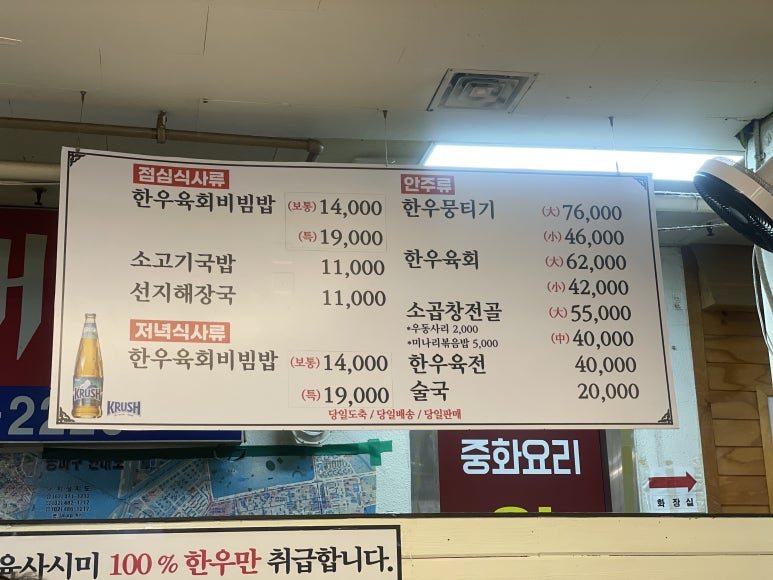 점심식사류
한우육회비빔밥 (보통) 14,000
(특) 19,000
소고기국밥 11,000
선지해장국 11,000
저녁식사류
한우육회비빔밥 (보통) 14,000
(특) 19,000
안주류
한우뭉티기 (大) 76,000
(小) 46,000
한우육회 (大) 62,000
(小) 42,000
소곱창전골 (大) 55,000
*우동사리 2,000
*미나리볶음밥 5,000
(中) 40,000
한우육전 40,000
술국 20,000
당일도축 / 당일배송 / 당일판매
KRUSH
KRUSH
중화요리
화장실
육사시미 100 % 한우만 취급합니다.